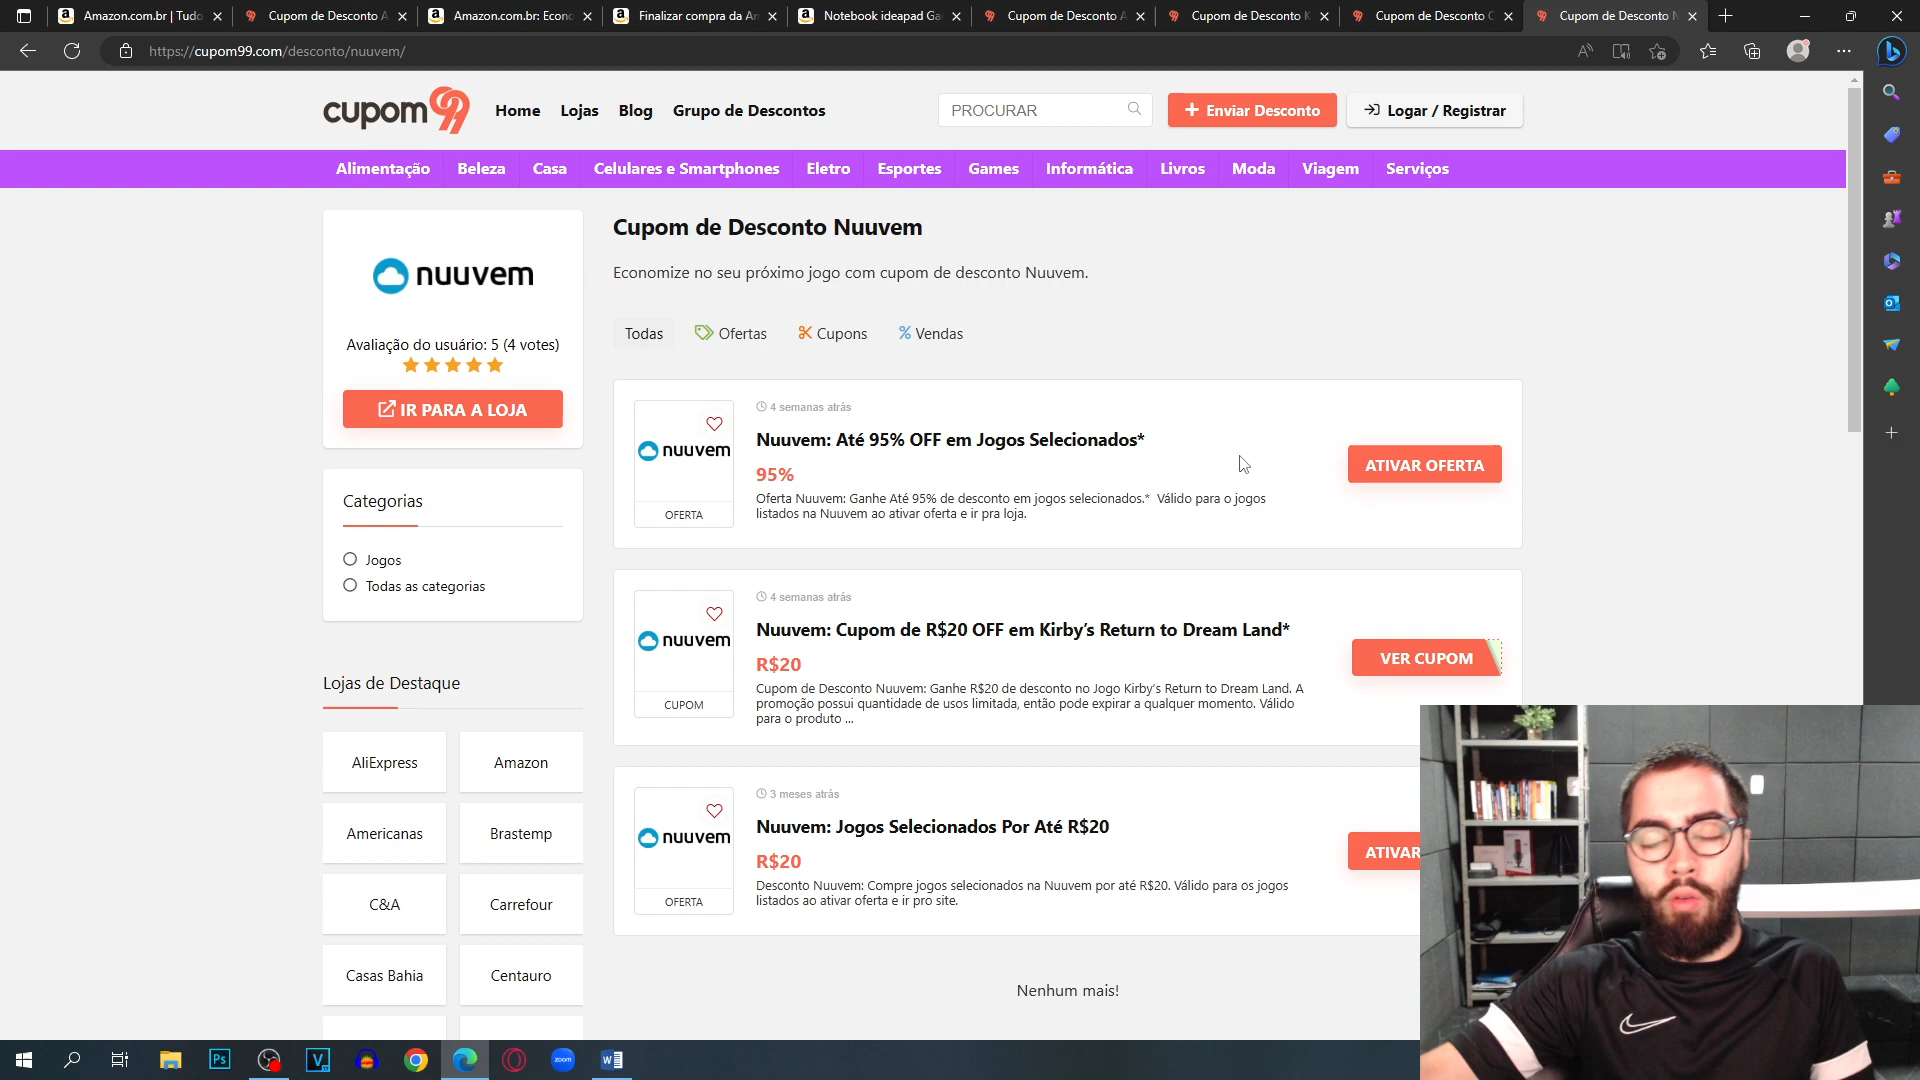 Amazon.com.br | Tudo
Cupom de Desconto A
Amazon.com.br: Econo
Finalizar compra da An
Notebook ideapad Ga
Cupom de Desconto A
Cupom de Desconto K
Cupom de Desconto C
Cupom de Desconto N
https://cupom99.com/desconto/nuuvem/
cupom99
Home
Lojas
Blog
Grupo de Descontos
PROCURAR
+ Enviar Desconto
Logar / Registrar
Alimentação
Beleza
Casa
Celulares e Smartphones
Eletro
Esportes
Games
Informática
Livros
Moda
Viagem
Serviços
nuuvem
Avaliação do usuário: 5 (4 votes)
IR PARA A LOJA
Categorias
Jogos
Todas as categorias
Lojas de Destaque
AliExpress
Amazon
Americanas
Brastemp
C&A
Carrefour
Casas Bahia
Centauro
Cupom de Desconto Nuuvem
Economize no seu próximo jogo com cupom de desconto Nuuvem.
Todas
Ofertas
Cupons
% Vendas
nuuvem
OFERTA
4 semanas atrás
Nuuvem: Até 95% OFF em Jogos Selecionados*
95%
Oferta Nuuvem: Ganhe Até 95% de desconto em jogos selecionados.* Válido para o jogos
listados na Nuuvem ao ativar oferta e ir pra loja.
ATIVAR OFERTA
nuuvem
CUPOM
4 semanas atrás
Nuuvem: Cupom de R$20 OFF em Kirby's Return to Dream Land*
R$20
Cupom de Desconto Nuuvem: Ganhe R$20 de desconto no Jogo Kirby's Return to Dream Land. A
promoção possui quantidade de usos limitada, então pode expirar a qualquer momento. Válido
para o produto ...
VER CUPOM
nuuvem
OFERTA
3 meses atrás
Nuuvem: Jogos Selecionados Por Até R$20
R$20
Desconto Nuuvem: Compre jogos selecionados na Nuuvem por até R$20. Válido para os jogos
listados ao ativar oferta e ir pro site.
ATIVAR
Nenhum mais!
Ps
V
zoom
W